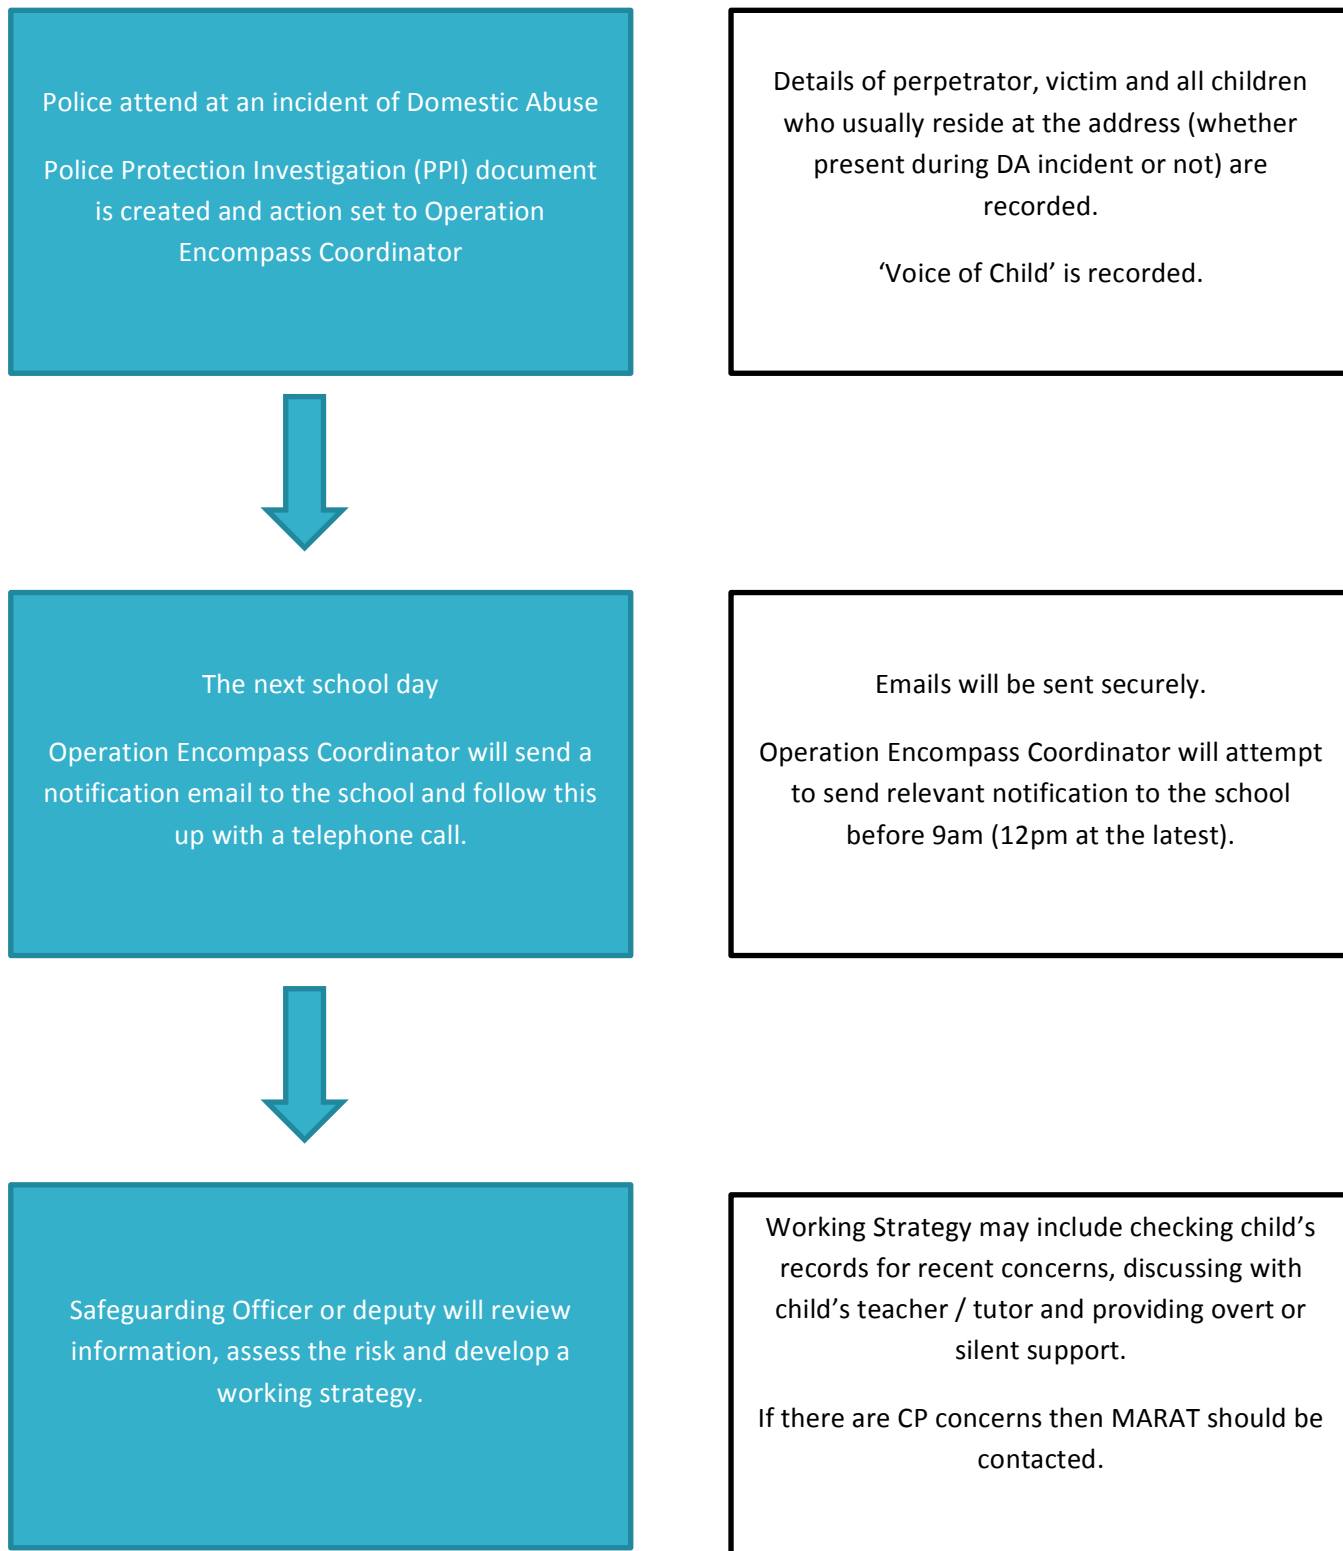 Police attend at an incident of Domestic Abuse
Police Protection Investigation (PPI) document
is created and action set to Operation
Encompass Coordinator
Details of perpetrator, victim and all children
who usually reside at the address (whether
present during DA incident or not) are
recorded.
‘Voice of Child’ is recorded.
The next school day
Operation Encompass Coordinator will send a
notification email to the school and follow this
up with a telephone call.
Emails will be sent securely.
Operation Encompass Coordinator will attempt
to send relevant notification to the school
before 9am (12pm at the latest).
Safeguarding Officer or deputy will review
information, assess the risk and develop a
working strategy.
Working Strategy may include checking child’s
records for recent concerns, discussing with
child’s teacher / tutor and providing overt or
silent support.
If there are CP concerns then MARAT should be
contacted.